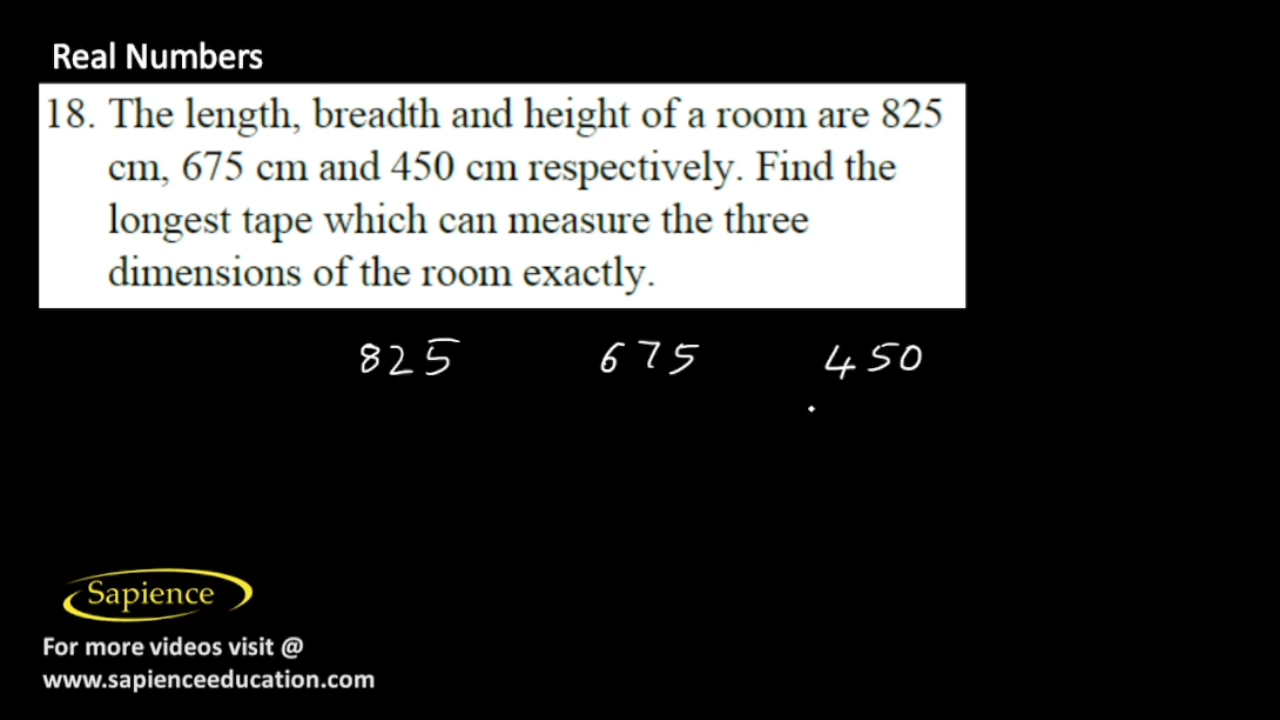 Real Numbers
18. The length, breadth and height of a room are 825
cm, 675 cm and 450 cm respectively. Find the
longest tape which can measure the three
dimensions of the room exactly.
825 675 450
Sapience
For more videos visit @
www.sapienceeducation.com